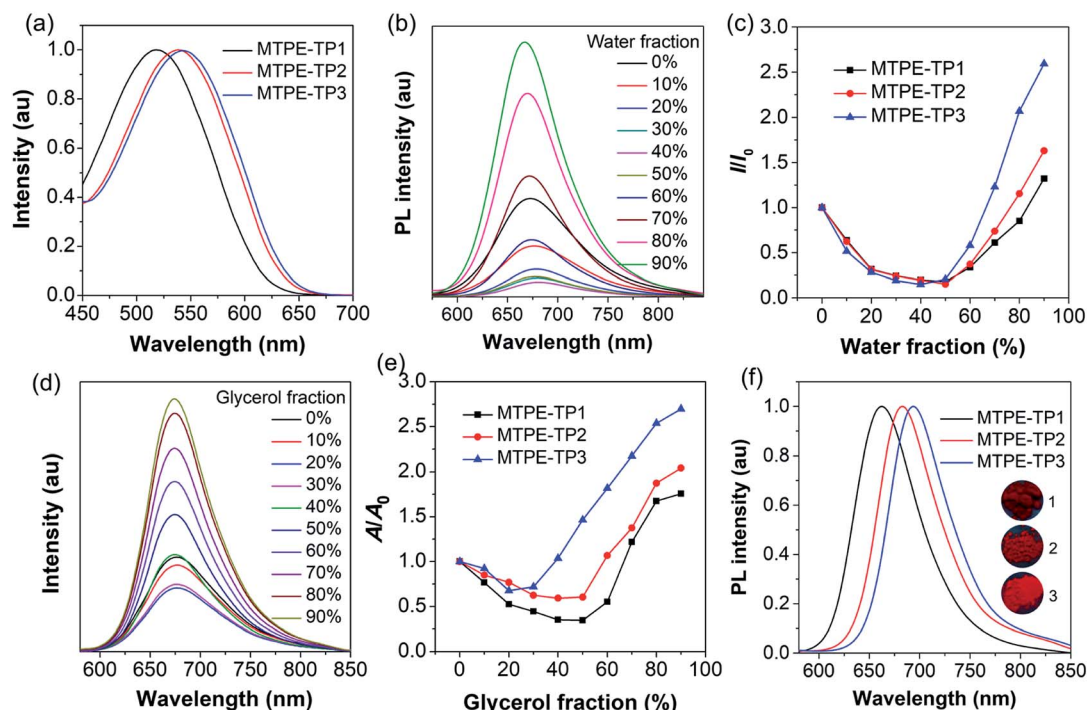 (a)
MTPE-TP1
MTPE-TP2
MTPE-TP3
1.0
0.8
0.6
0.4
0.2
0.0
Intensity (au)
450 500 550 600 650 700
Wavelength (nm)
(b)
Water fraction
0%
10%
20%
30%
40%
50%
60%
70%
80%
90%
PL intensity (au)
600 650 700 750 800
Wavelength (nm)
(c)
MTPE-TP1
MTPE-TP2
MTPE-TP3
3.0
2.5
2.0
1.5
1.0
0.5
0.0
I/I0
0 20 40 60 80 100
Water fraction (%)
(d)
Glycerol fraction
0%
10%
20%
30%
40%
50%
60%
70%
80%
90%
Intensity (au)
600 650 700 750 800 850
Wavelength (nm)
(e)
MTPE-TP1
MTPE-TP2
MTPE-TP3
3.0
2.5
2.0
1.5
1.0
0.5
0.0
A/A0
0 20 40 60 80 100
Glycerol fraction (%)
(f)
MTPE-TP1
MTPE-TP2
MTPE-TP3
1
2
3
1.0
0.8
0.6
0.4
0.2
0.0
PL intensity (au)
600 650 700 750 800 850
Wavelength (nm)